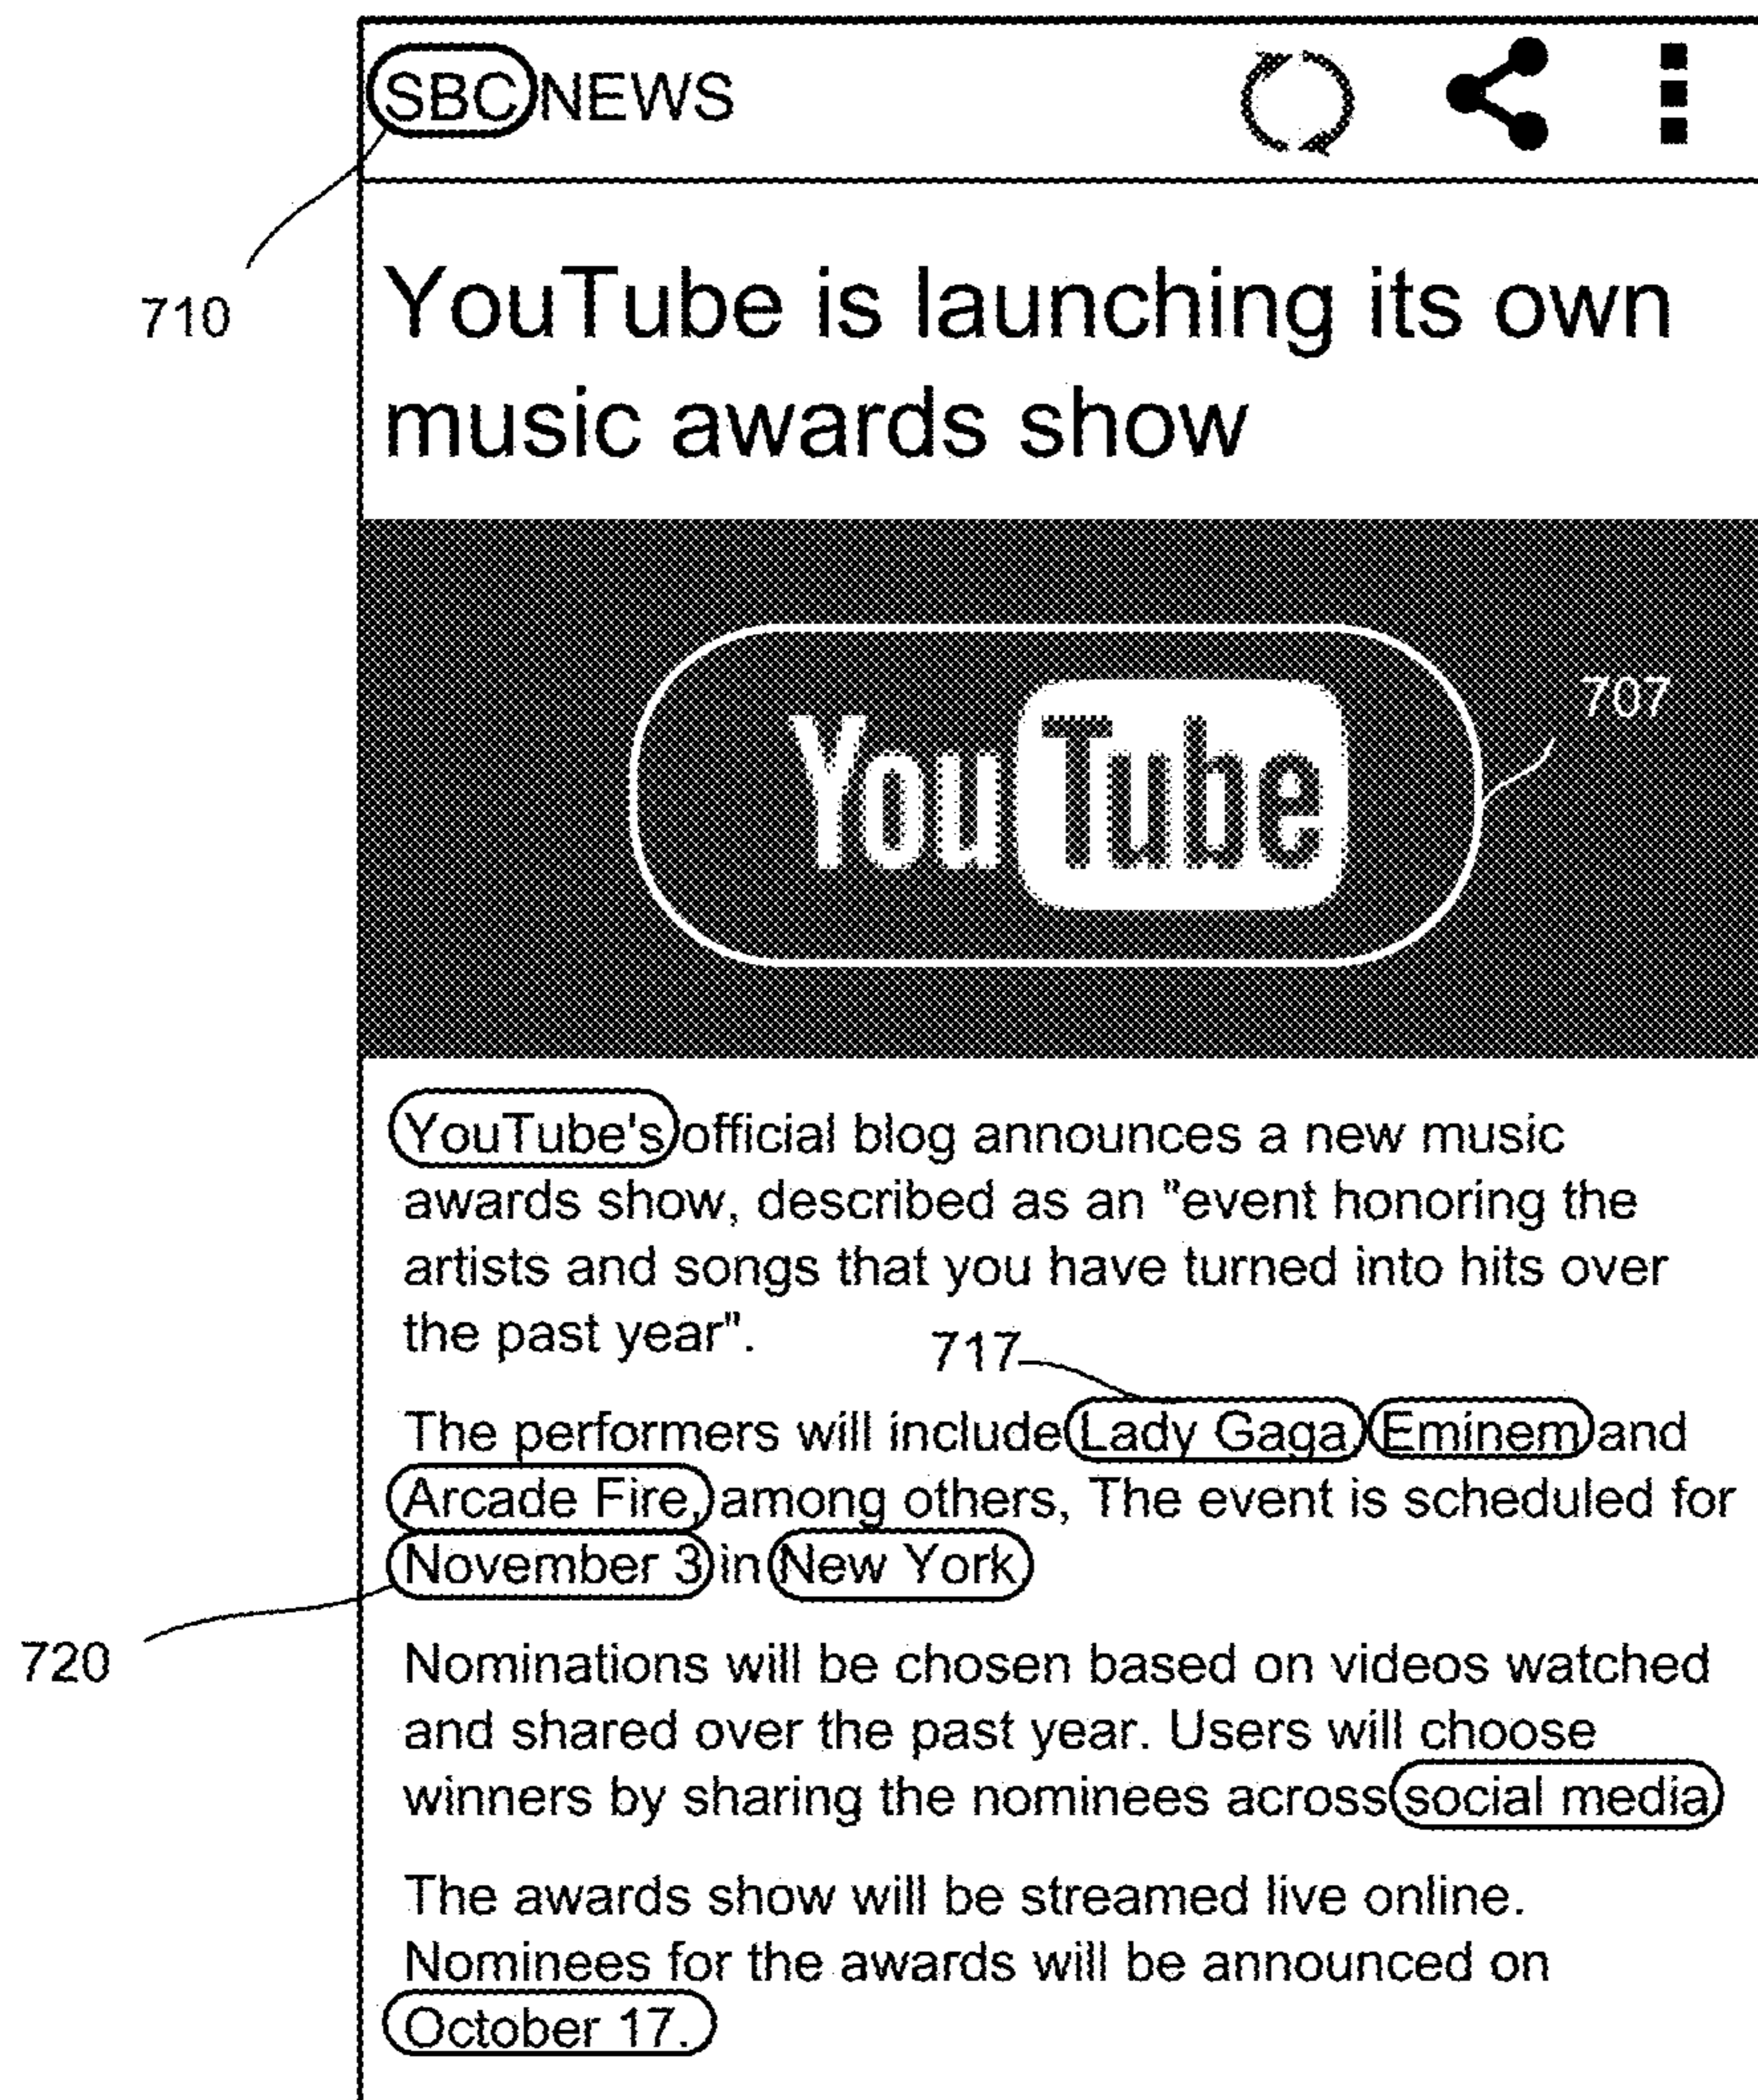 SBC NEWS
710
YouTube is launching its own
music awards show
707
YouTube
YouTube's official blog announces a new music
awards show, described as an "event honoring the
artists and songs that you have turned into hits over
the past year".
717
The performers will include Lady Gaga Eminem and
Arcade Fire, among others, The event is scheduled for
November 3 in New York
720
Nominations will be chosen based on videos watched
and shared over the past year. Users will choose
winners by sharing the nominees across social media
The awards show will be streamed live online.
Nominees for the awards will be announced on
October 17.